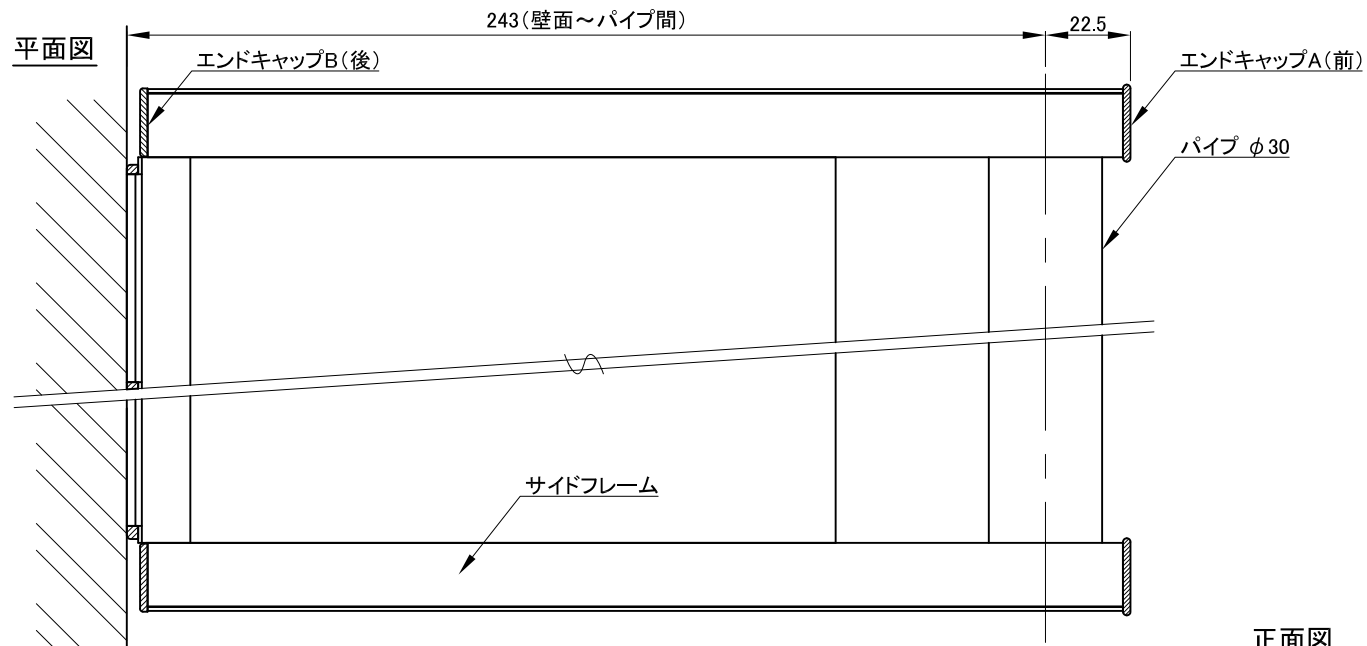 243(壁面～パイプ間)
22.5
平面図
エンドキャップB(後)
エンドキャップA(前)
パイプ φ30
サイドフレーム
正面図